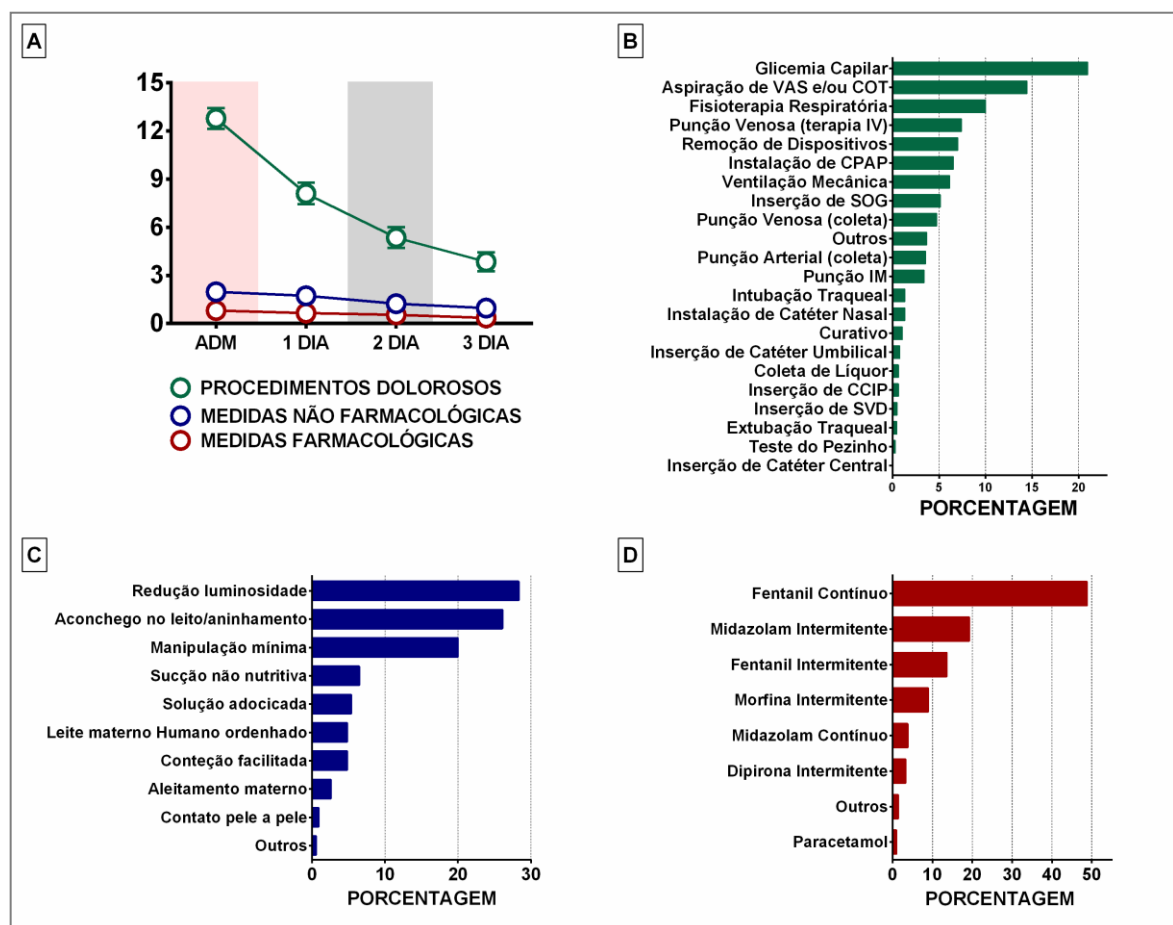 A
15
12
9
6
3
0
ADM 1 DIA 2 DIA 3 DIA
PROCEDIMENTOS DOLOROSOS
MEDIDAS NÃO FARMACOLÓGICAS
MEDIDAS FARMACOLÓGICAS
B
Glicemia Capilar
Aspiração de VAS e/ou COT
Fisioterapia Respiratória
Punção Venosa (terapia IV)
Remoção de Dispositivos
Instalação de CPAP
Ventilação Mecânica
Inserção de SOG
Punção Venosa (coleta)
Outros
Punção Arterial (coleta)
Punção IM
Intubação Traqueal
Instalação de Catéter Nasal
Curativo
Inserção de Catéter Umbilical
Coleta de Líquor
Inserção de CCIP
Inserção de SVD
Extubação Traqueal
Teste do Pezinho
Inserção de Catéter Central
0 5 10 15 20
PORCENTAGEM
C
Redução luminosidade
Aconchego no leito/aninhamento
Manipulação mínima
Sucção não nutritiva
Solução adocicada
Leite materno Humano ordenhado
Conteção facilitada
Aleitamento materno
Contato pele a pele
Outros
0 10 20 30
PORCENTAGEM
D
Fentanil Contínuo
Midazolam Intermitente
Fentanil Intermitente
Morfina Intermitente
Midazolam Contínuo
Dipirona Intermitente
Outros
Paracetamol
0 10 20 30 40 50
PORCENTAGEM